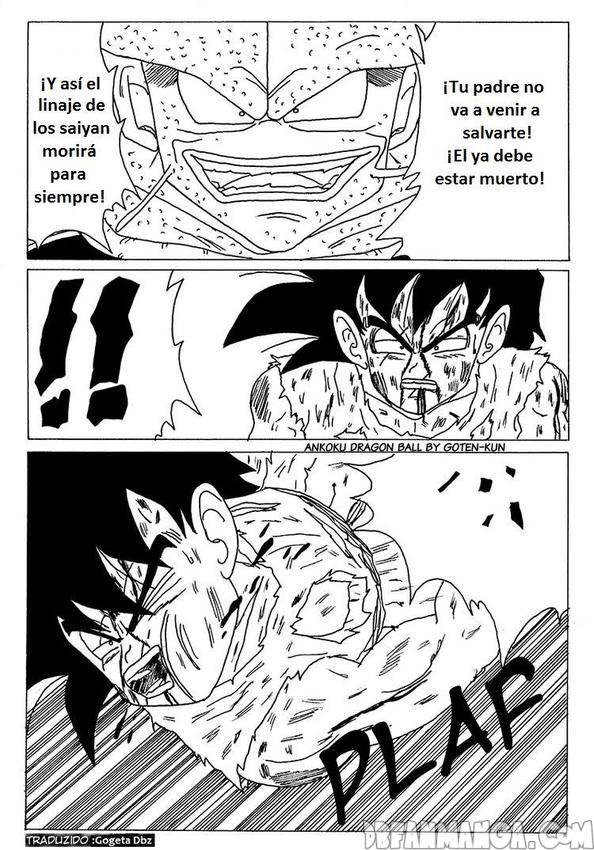 ¡Y así el
linaje de
los saiyan
morirá
para
siempre!
¡Tu padre no
va a venir a
salvarte!
¡El ya debe
estar muerto!
!!
ANKOKU DRAGON BALL BY GOTEN-KUN
PLAF
TRADUZIDO :Gogeta Dbz
DBFANMANGA.COM